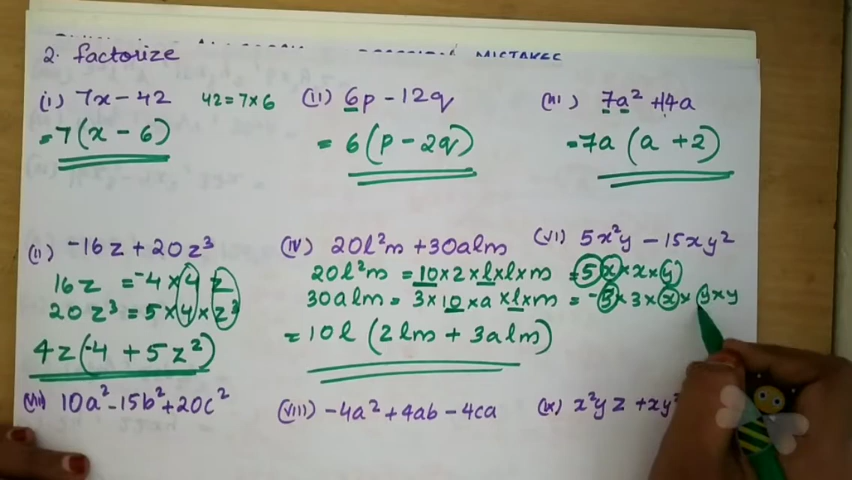 MISTAKES
2. Factorize
(i) 7x - 42 42 = 7 × 6
= 7(x - 6)
(ii) 6p - 12q
= 6(p - 2q)
(iii) 7a² + 14a
= 7a (a + 2)
(ii) -16z + 20z³
16z = -4 × 4 z
20z³ = 5 × 4 × z³
4z(-4 + 5z²)
(iv) 20l²m + 30alm
20l²m = 10 × 2 × l × l × m
30alm = 3 × 10 × a × l × m
= 10l (2lm + 3alm)
(vi) 5x²y - 15xy²
= 5 × x × x × y
= -5 × 3 × x × y × y
(vii) 10a² - 15b² + 20c²
(viii) -4a² + 4ab - 4ca
(ix) x²yz + xy²